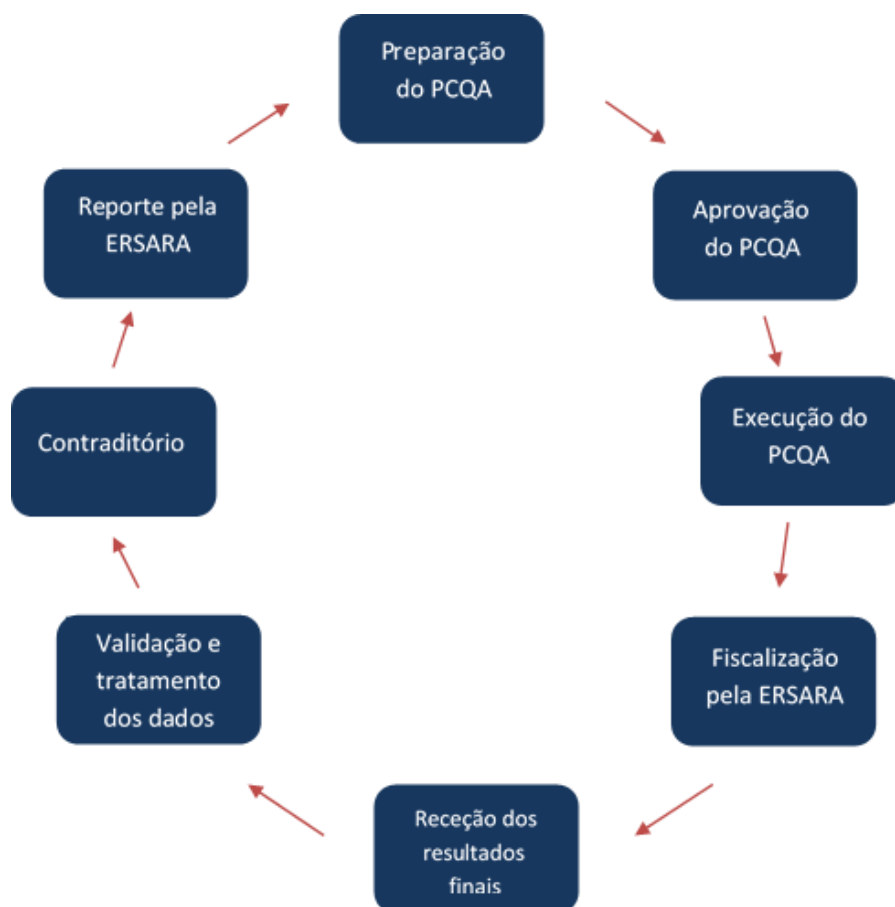 Preparação
do PCQA
Aprovação
do PCQA
Execução do
PCQA
Fiscalização
pela ERSARA
Receção dos
resultados
finais
Validação e
tratamento
dos dados
Contraditório
Reporte pela
ERSARA